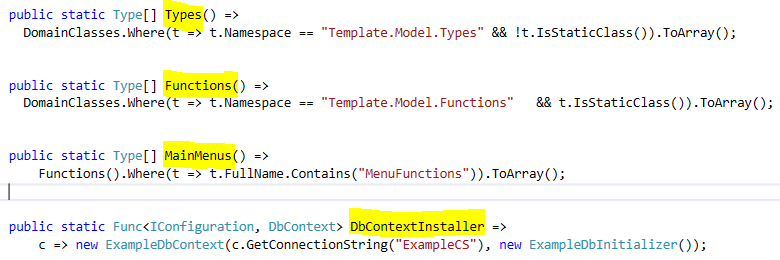 public static Type[] Types() =>
DomainClasses.Where(t => t.Namespace == "Template.Model.Types" && !t.IsStaticClass()).ToArray();
public static Type[] Functions() =>
DomainClasses.Where(t => t.Namespace == "Template.Model.Functions"   && t.IsStaticClass()).ToArray();
public static Type[] MainMenus() =>
Functions().Where(t => t.FullName.Contains("MenuFunctions")).ToArray();
public static Func<IConfiguration, DbContext> DbContextInstaller =>
c => new ExampleDbContext(c.GetConnectionString("ExampleCS"), new ExampleDbInitializer());